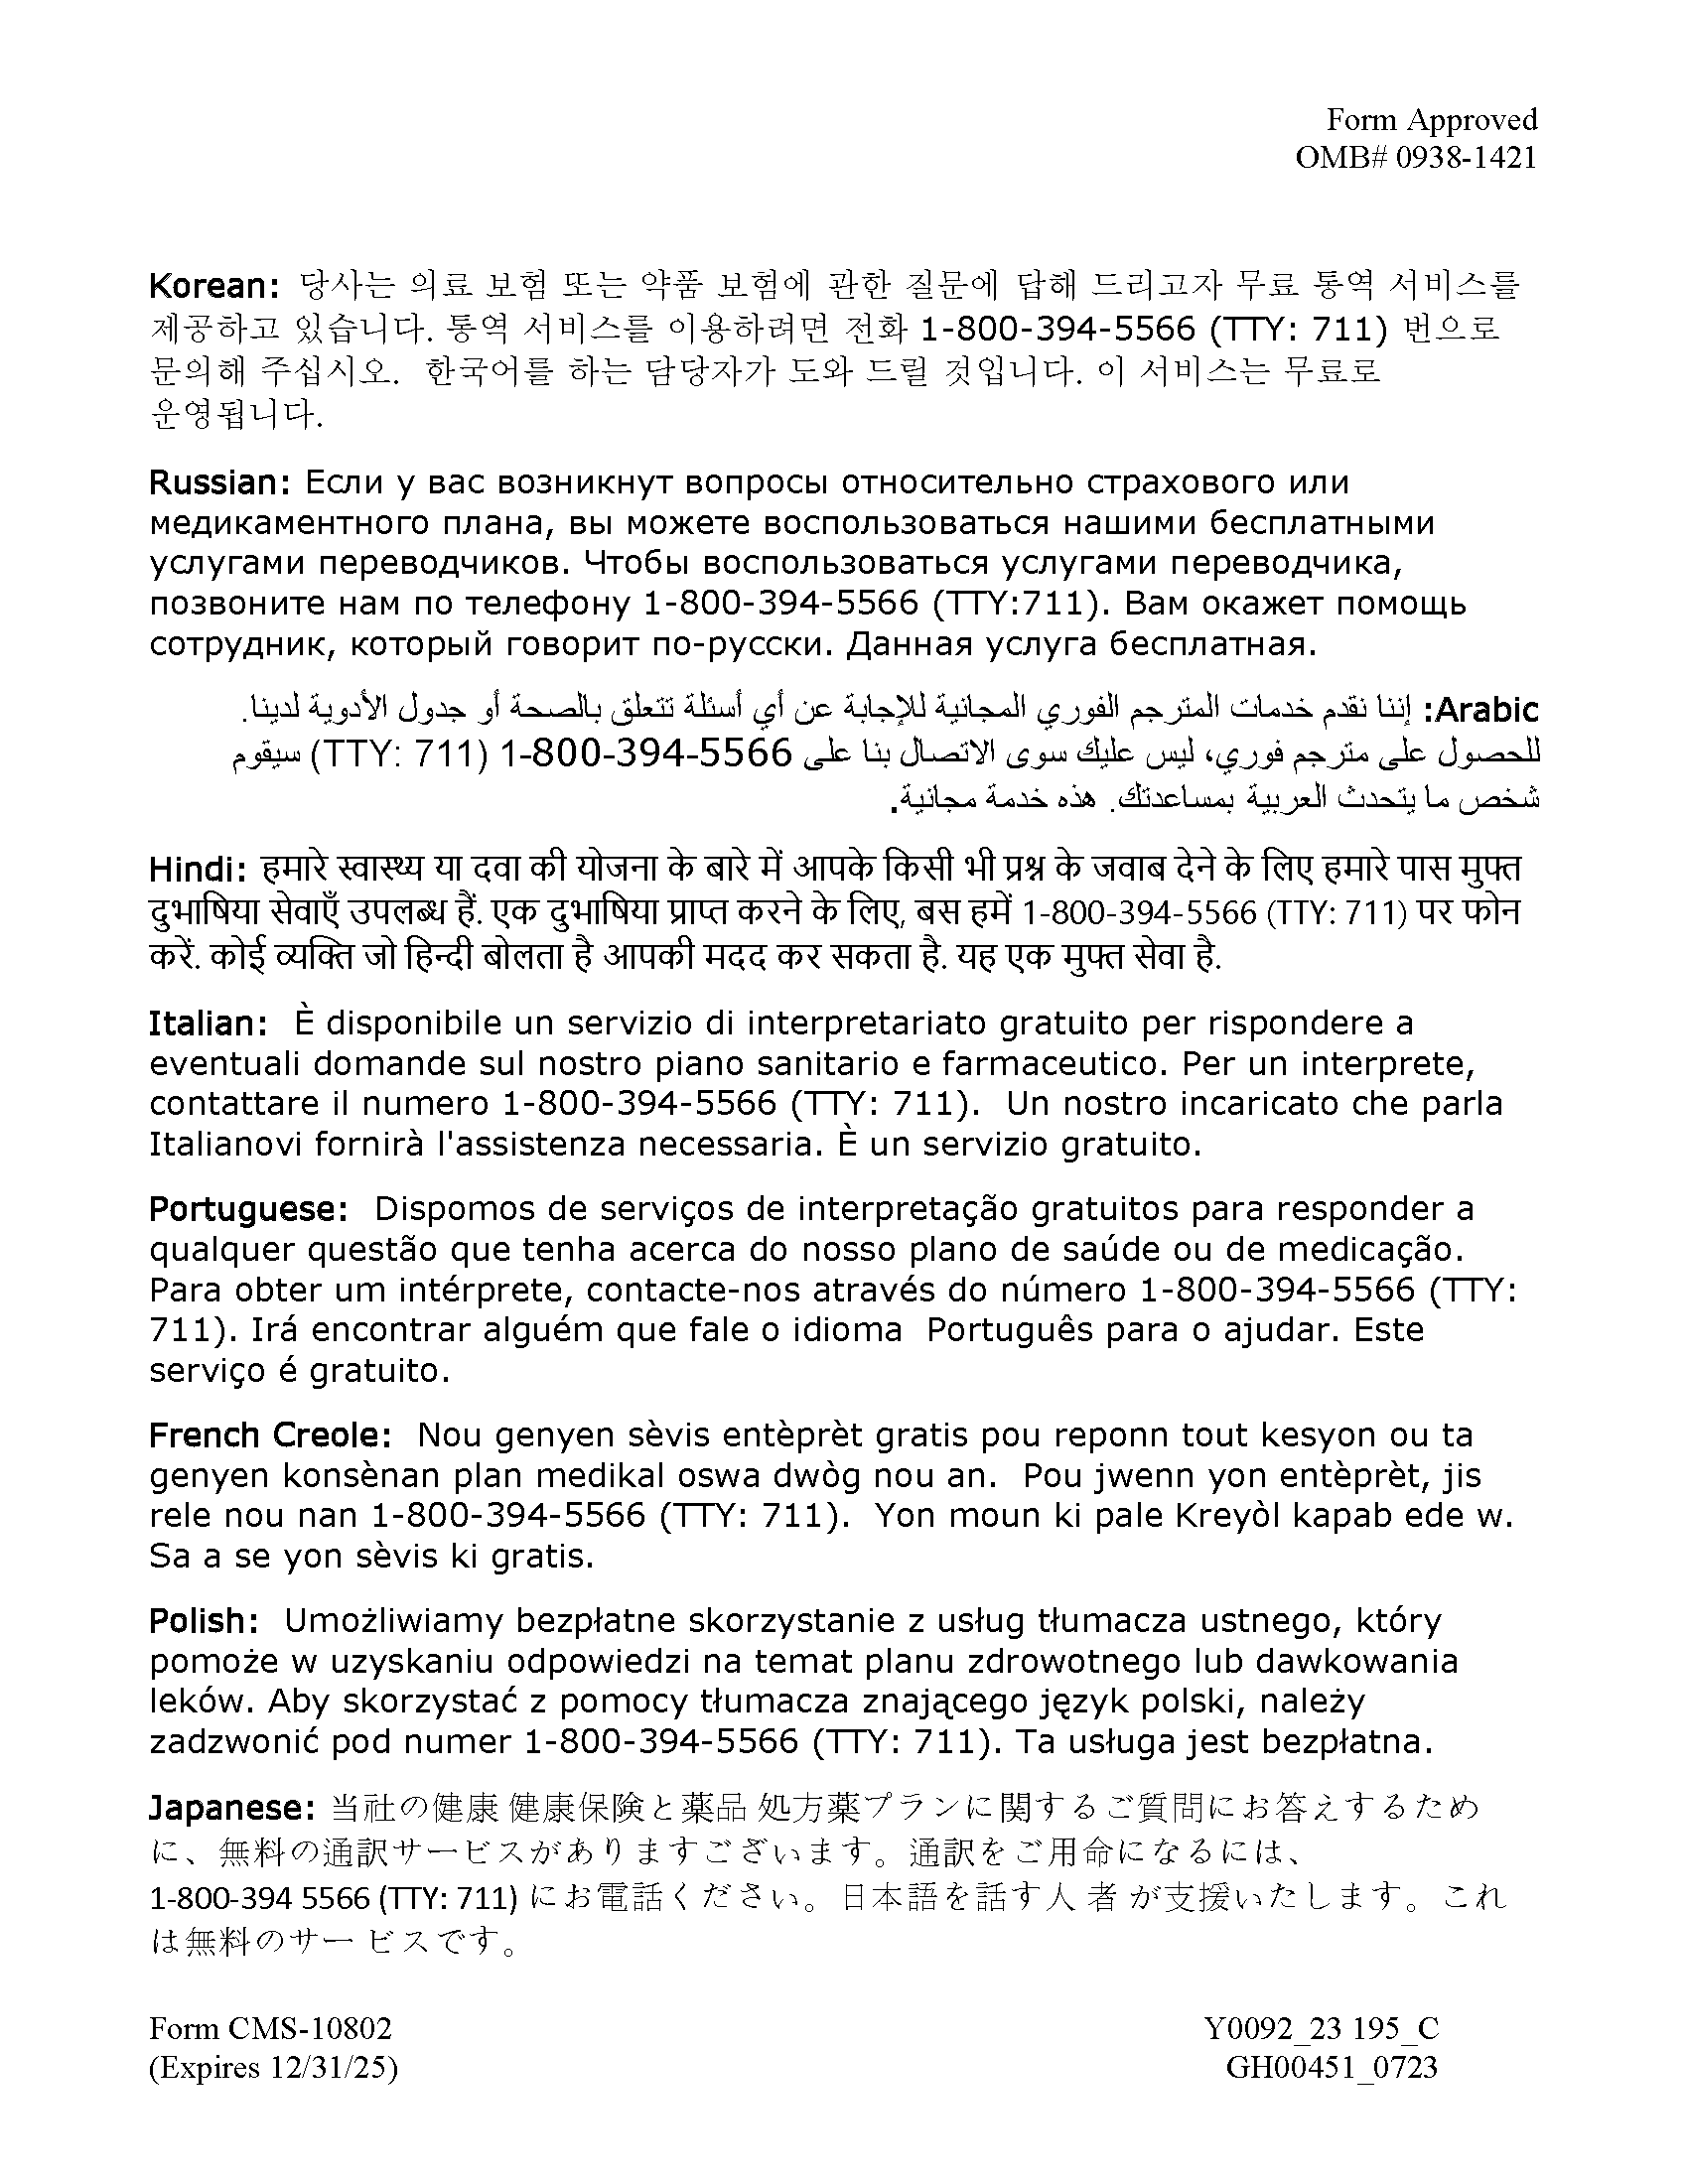 Form Approved
OMB# 0938-1421
Korean: 당사는 의료 보험 또는 약품 보험에 관한 질문에 답해 드리고자 무료 통역 서비스를
제공하고 있습니다. 통역 서비스를 이용하려면 전화 1-800-394-5566 (TTY: 711) 번으로
문의해 주십시오. 한국어를 하는 담당자가 도와 드릴 것입니다. 이 서비스는 무료로
운영됩니다.
Russian: Если у вас возникнут вопросы относительно страхового или
медикаментного плана, вы можете воспользоваться нашими бесплатными
услугами переводчиков. Чтобы воспользоваться услугами переводчика,
позвоните нам по телефону 1-800-394-5566 (TTY:711). Вам окажет помощь
сотрудник, который говорит по-русски. Данная услуга бесплатная.
Arabic: إننا نقدم خدمات المترجم الفوري المجانية للإجابة عن أي أسئلة تتعلق بالصحة أو جدول الأدوية لدينا.
للحصول على مترجم فوري، ليس عليك سوى الاتصال بنا على 1-800-394-5566 (TTY: 711) سيقوم
شخص ما يتحدث العربية بمساعدتك. هذه خدمة مجانية.
Hindi: हमारे स्वास्थ्य या दवा की योजना के बारे में आपके किसी भी प्रश्न के जवाब देने के लिए हमारे पास मुफ्त
दुभाषिया सेवाएँ उपलब्ध हैं. एक दुभाषिया प्राप्त करने के लिए, बस हमें 1-800-394-5566 (TTY: 711) पर फोन
करें. कोई व्यक्ति जो हिन्दी बोलता है आपकी मदद कर सकता है. यह एक मुफ्त सेवा है.
Italian: È disponibile un servizio di interpretariato gratuito per rispondere a
eventuali domande sul nostro piano sanitario e farmaceutico. Per un interprete,
contattare il numero 1-800-394-5566 (TTY: 711). Un nostro incaricato che parla
Italianovi fornirà l'assistenza necessaria. È un servizio gratuito.
Portuguese: Dispomos de serviços de interpretação gratuitos para responder a
qualquer questão que tenha acerca do nosso plano de saúde ou de medicação.
Para obter um intérprete, contacte-nos através do número 1-800-394-5566 (TTY:
711). Irá encontrar alguém que fale o idioma Português para o ajudar. Este
serviço é gratuito.
French Creole: Nou genyen sèvis entèprèt gratis pou reponn tout kesyon ou ta
genyen konsènan plan medikal oswa dwòg nou an. Pou jwenn yon entèprèt, jis
rele nou nan 1-800-394-5566 (TTY: 711). Yon moun ki pale Kreyòl kapab ede w.
Sa a se yon sèvis ki gratis.
Polish: Umożliwiamy bezpłatne skorzystanie z usług tłumacza ustnego, który
pomoże w uzyskaniu odpowiedzi na temat planu zdrowotnego lub dawkowania
leków. Aby skorzystać z pomocy tłumacza znającego język polski, należy
zadzwonić pod numer 1-800-394-5566 (TTY: 711). Ta usługa jest bezpłatna.
Japanese: 当社の健康 健康保険と薬品 処方薬プランに関するご質問にお答えするため
に、無料の通訳サービスがありますございます。通訳をご用命になるには、
1-800-394 5566 (TTY: 711) にお電話ください。日本語を話す人 者 が支援いたします。これ
は無料のサー ビスです。
Form CMS-10802
(Expires 12/31/25)
Y0092_23 195_C
GH00451_0723